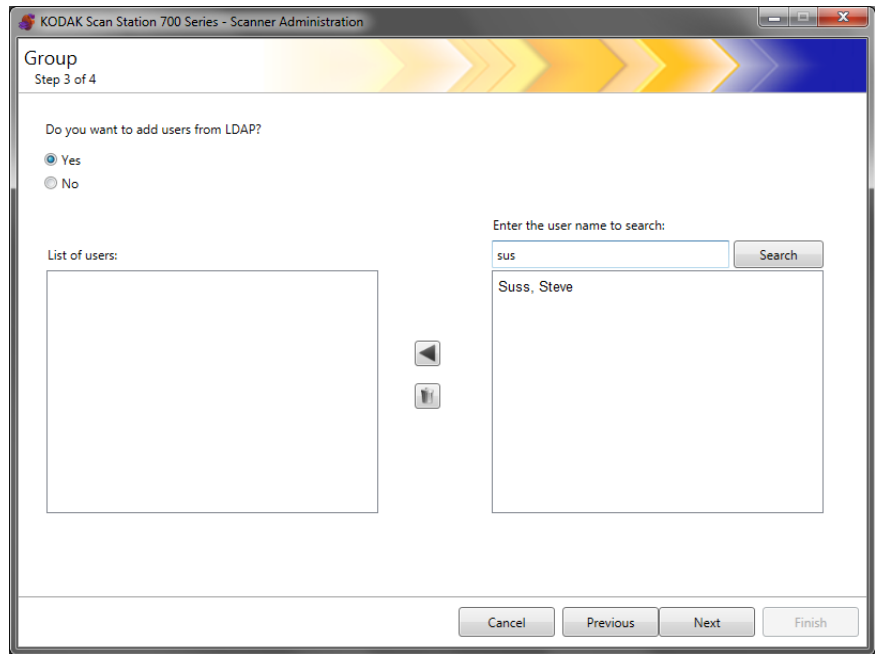 KODAK Scan Station 700 Series - Scanner Administration
Group
Step 3 of 4
Do you want to add users from LDAP?
Yes
No
Enter the user name to search:
List of users:
sus
Search
Suss, Steve
Cancel
Previous
Next
Finish